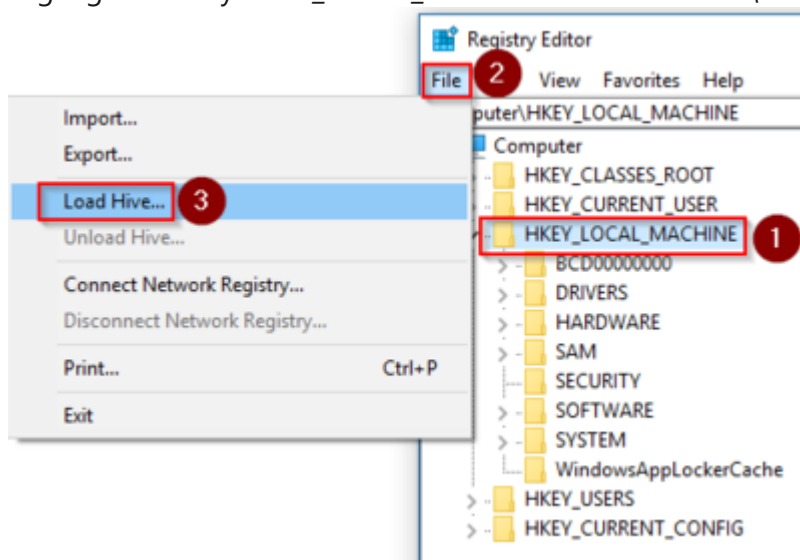 Registry Editor
File 2 View Favorites Help
puter\HKEY_LOCAL_MACHINE
Import...
Export...
Load Hive... 3
Unload Hive...
Connect Network Registry...
Disconnect Network Registry...
Print... Ctrl+P
Exit
Computer
HKEY_CLASSES_ROOT
HKEY_CURRENT_USER
HKEY_LOCAL_MACHINE 1
BCD00000000
DRIVERS
HARDWARE
SAM
SECURITY
SOFTWARE
SYSTEM
WindowsAppLockerCache
HKEY_USERS
HKEY_CURRENT_CONFIG